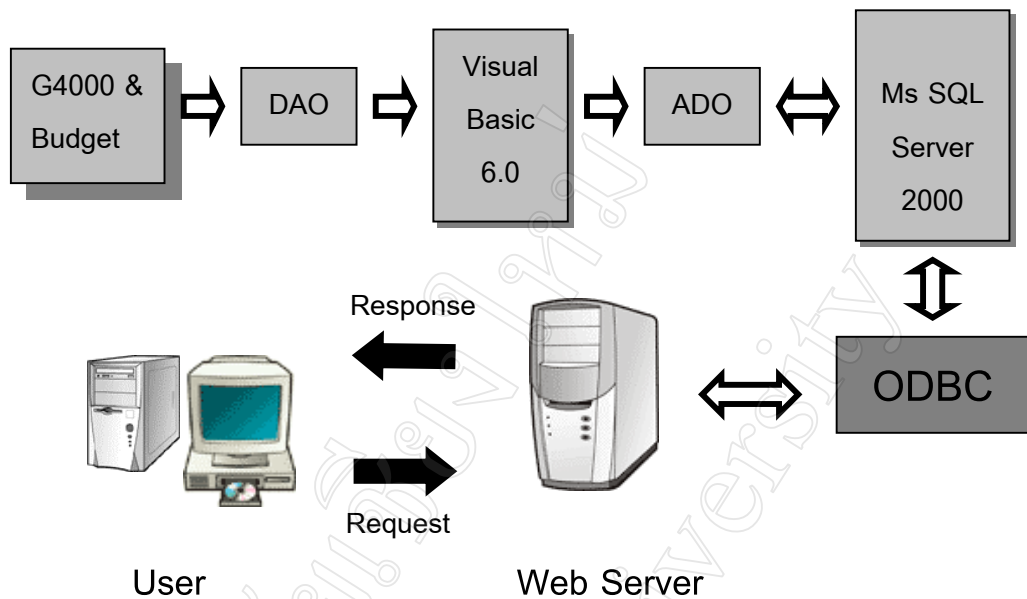 G4000 &
Budget
DAO
Visual
Basic
6.0
ADO
Ms SQL
Server
2000
Response
ODBC
Request
User
Web Server